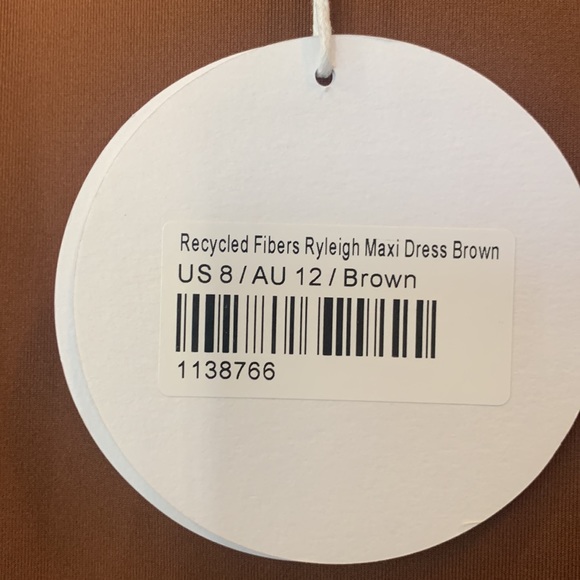 Recycled Fibers Ryleigh Maxi Dress Brown
US 8 / AU 12 / Brown
1138766